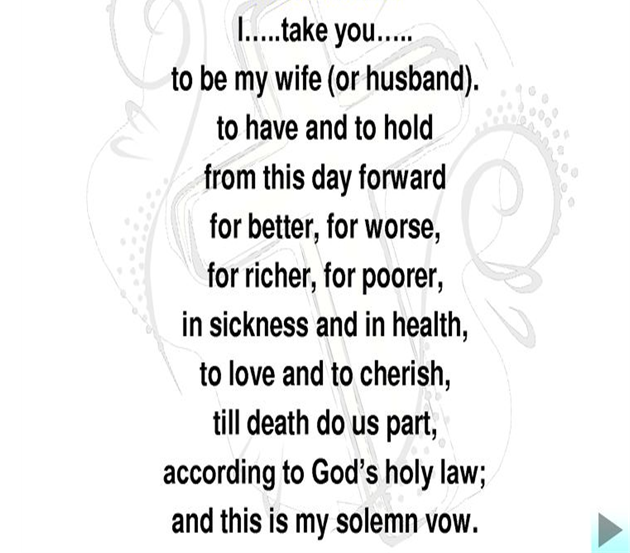 I.....take you.....
to be my wife (or husband).
to have and to hold
from this day forward
for better, for worse,
for richer, for poorer,
in sickness and in health,
to love and to cherish,
till death do us part,
according to God’s holy law;
and this is my solemn vow.